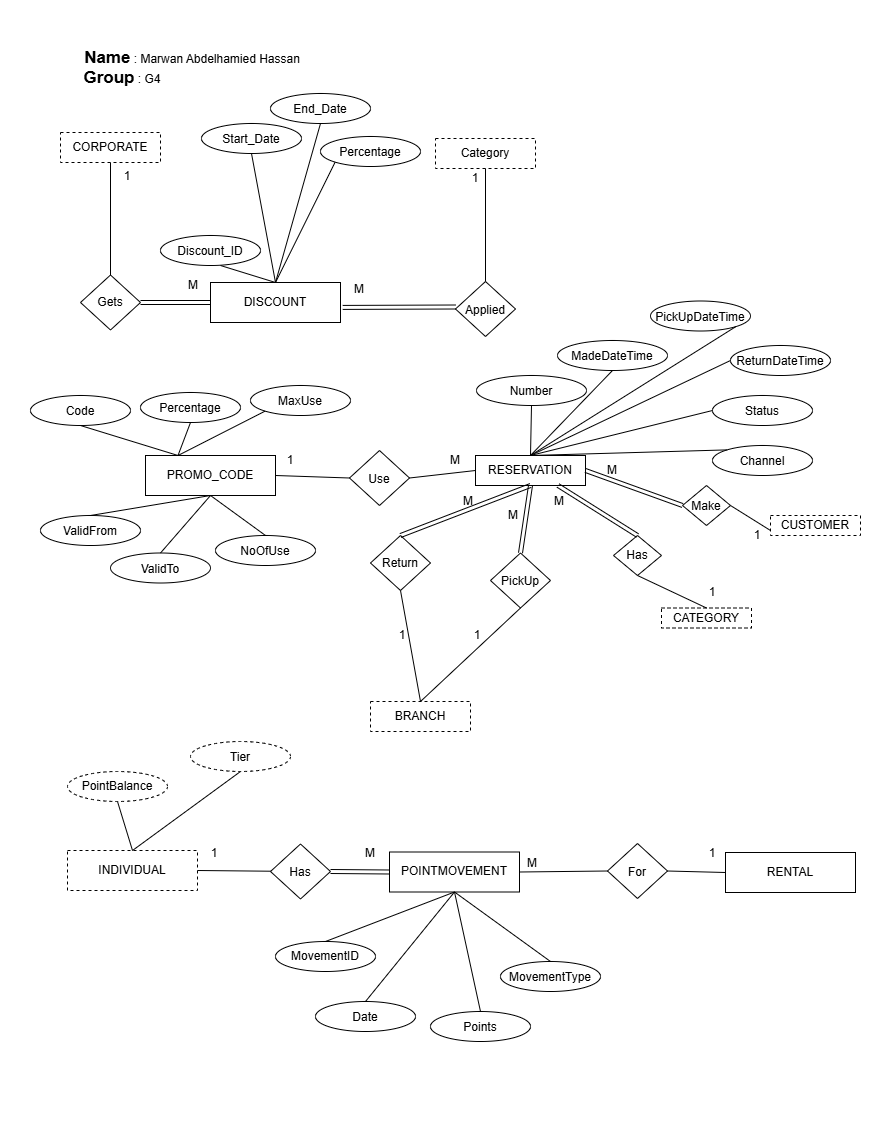 Name : Marwan Abdelhamied Hassan
Group : G4
End_Date
Start_Date
Percentage
CORPORATE
Category
1
1
Discount_ID
M
M
Gets
DISCOUNT
Applied
PickUpDateTime
MadeDateTime
ReturnDateTime
Number
Code
Percentage
MaxUse
Status
Channel
1
M
PROMO_CODE
Use
RESERVATION
M
M
M
M
Make
CUSTOMER
1
ValidFrom
ValidTo
NoOfUse
Return
PickUp
Has
1
CATEGORY
1
1
BRANCH
Tier
PointBalance
1
M
M
1
INDIVIDUAL
Has
POINTMOVEMENT
For
RENTAL
MovementID
MovementType
Date
Points